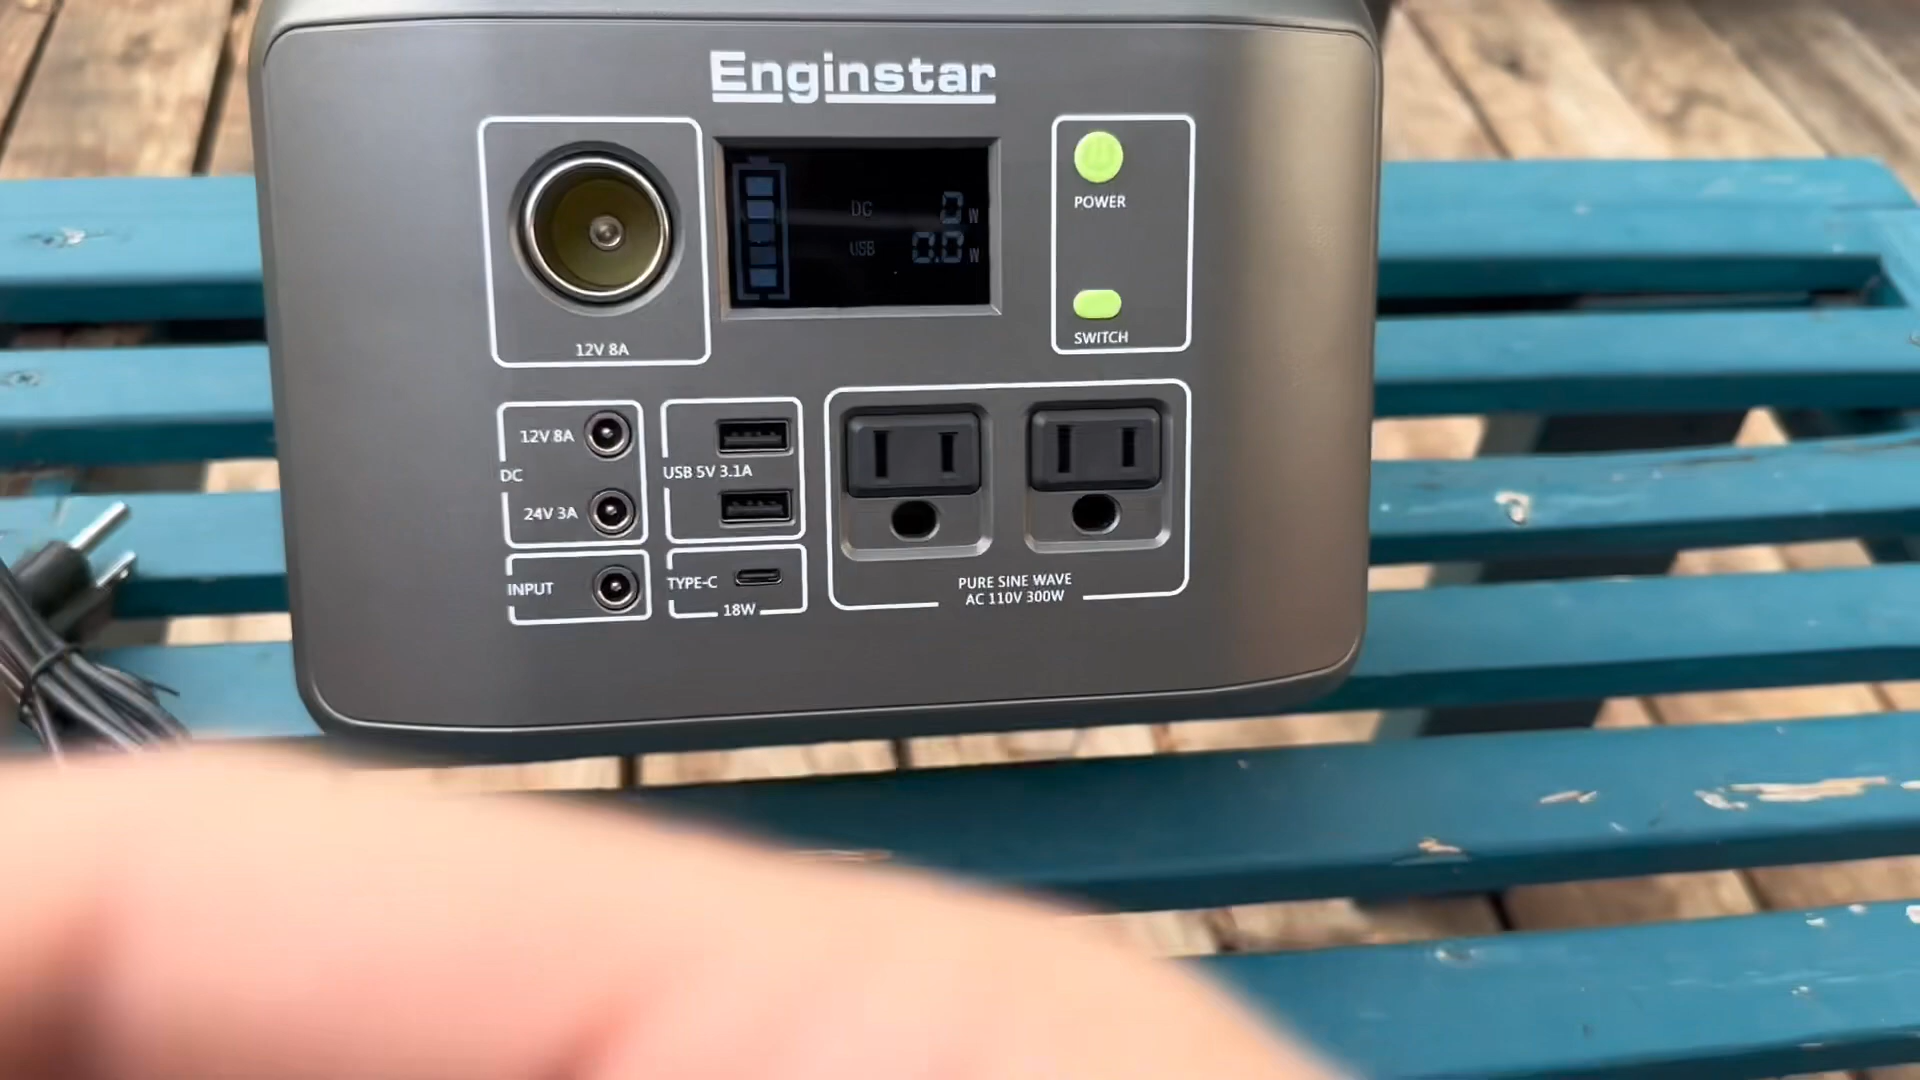 Enginstar
12V 8A
DC 0 W
USB 0.0 W
POWER
SWITCH
12V 8A
DC
24V 3A
INPUT
USB 5V 3.1A
TYPE-C
18W
PURE SINE WAVE
AC 110V 300W